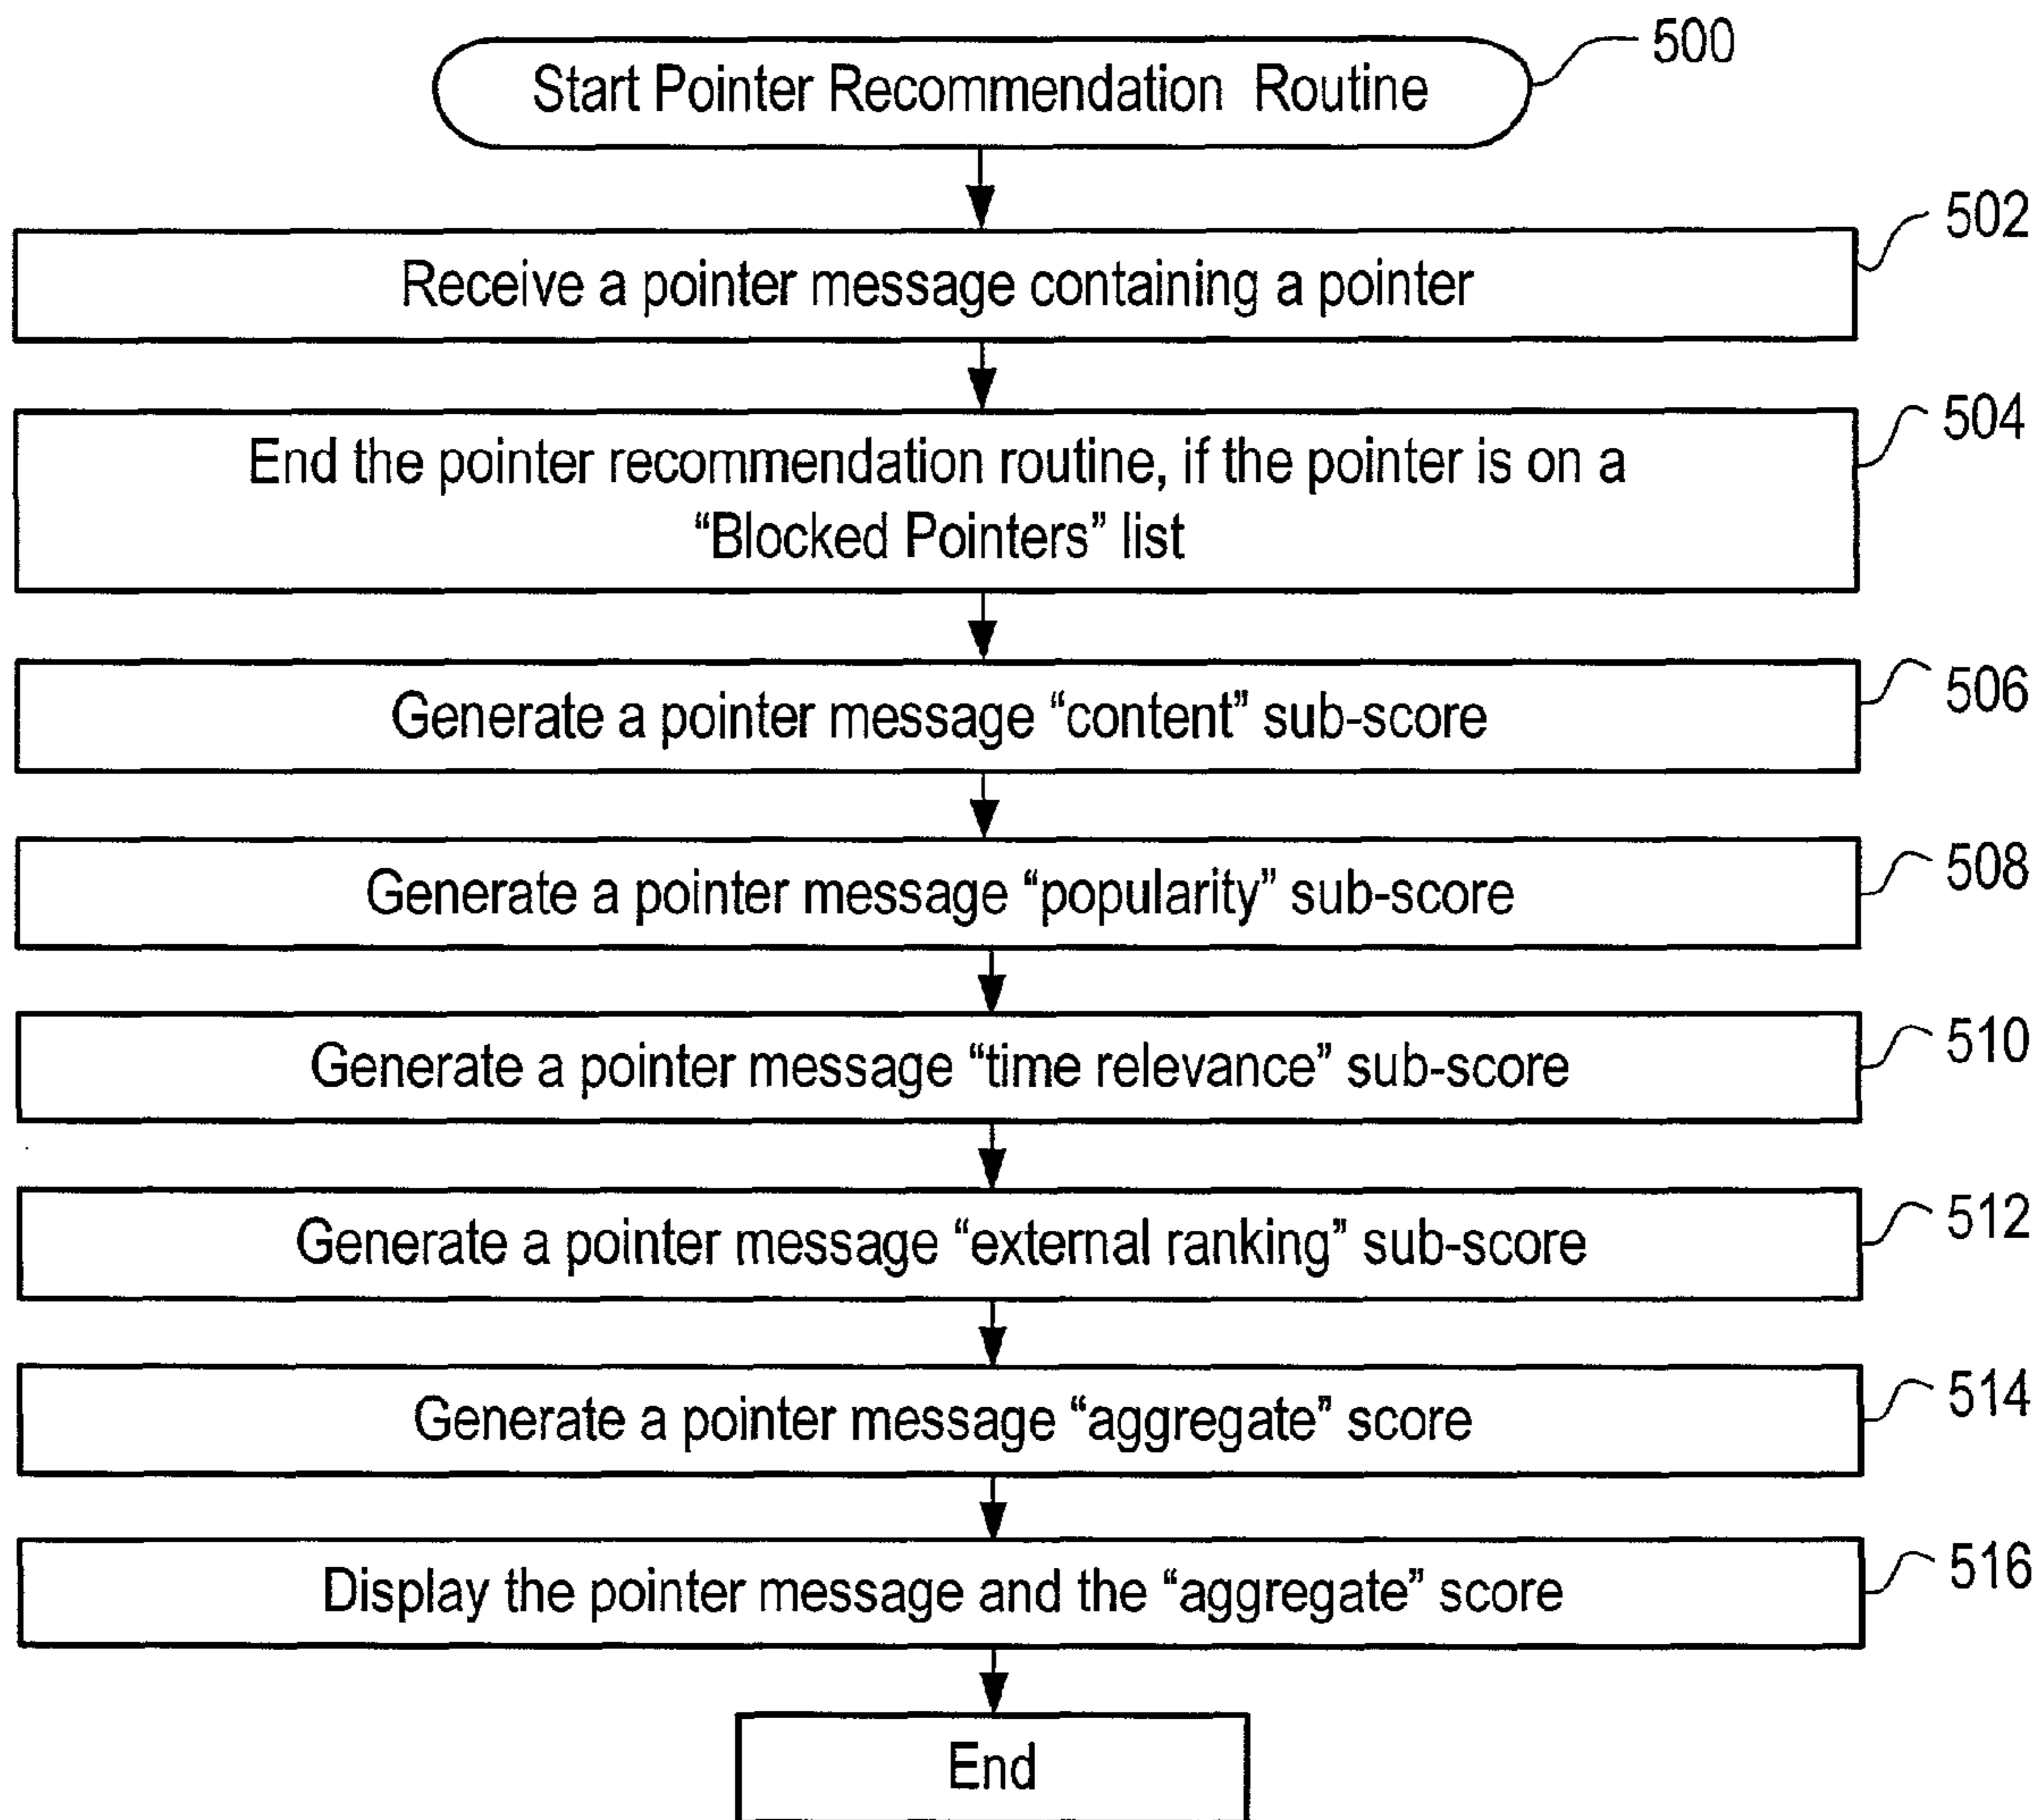 Start Pointer Recommendation Routine
500
502
Receive a pointer message containing a pointer
504
End the pointer recommendation routine, if the pointer is on a
“Blocked Pointers” list
506
Generate a pointer message “content” sub-score
508
Generate a pointer message “popularity” sub-score
510
Generate a pointer message “time relevance” sub-score
512
Generate a pointer message “external ranking” sub-score
514
Generate a pointer message “aggregate” score
516
Display the pointer message and the “aggregate” score
End